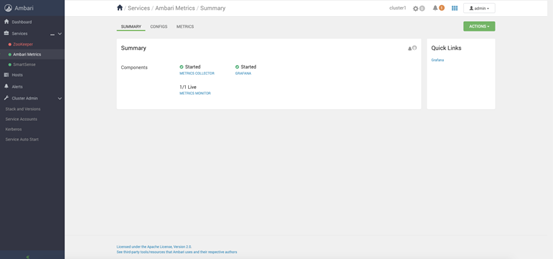 Ambari
Services / Ambari Metrics / Summary
cluster1
admin
Dashboard
Services
ZooKeeper
Ambari Metrics
SmartSense
Hosts
Alerts
Cluster Admin
Stack and Versions
Service Accounts
Kerberos
Service Auto Start
SUMMARY CONFIGS METRICS
ACTIONS
Summary
Components
Started
METRICS COLLECTOR
Started
GRAFANA
1/1 Live
METRICS MONITOR
Quick Links
Grafana
Licensed under the Apache License, Version 2.0.
See third-party tools/resources that Ambari uses and their respective authors